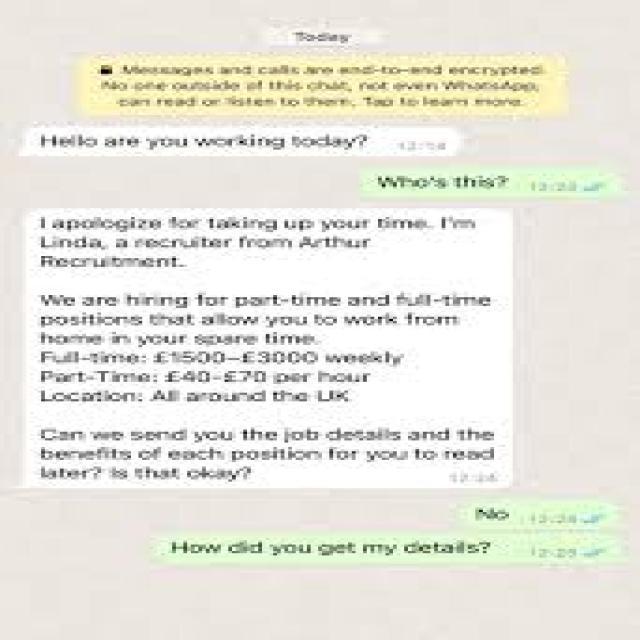 Today
Messages and calls are end-to-end encrypted.
No one outside of this chat, not even WhatsApp,
can read or listen to them. Tap to learn more.
Hello are you working today? 12:14
Who's this? 12:23
I apologize for taking up your time. I'm
Linda, a recruiter from Arthur
Recruitment.
We are hiring for part-time and full-time
positions that allow you to work from
home in your spare time.
Full-time: £1500–£3000 weekly
Part-Time: £40-£70 per hour
Location: All around the UK
Can we send you the job details and the
benefits of each position for you to read
later? Is that okay? 12:24
No
How did you get my details? 12:25